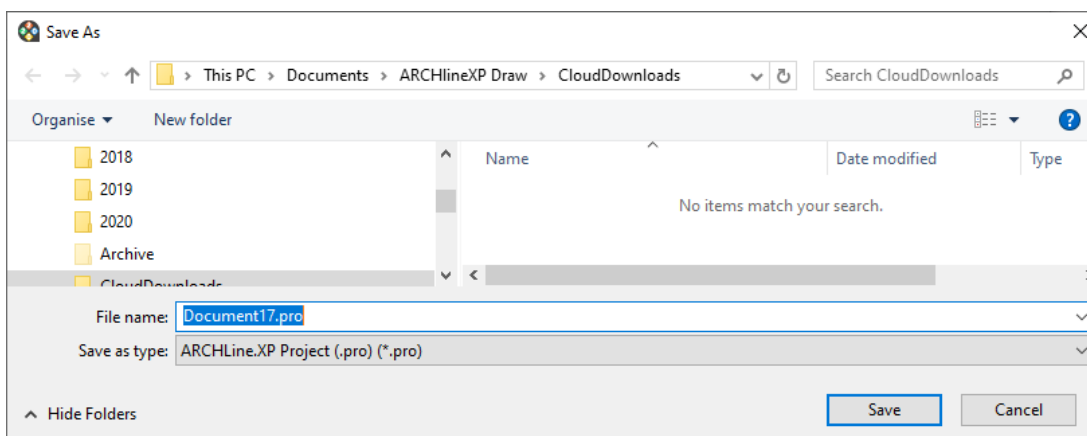 Save As
This PC > Documents > ARCHlineXP Draw > CloudDownloads Search CloudDownloads
Organise New folder ?
2018
2019
2020
Archive
CloudDownloads
Name Date modified Type
No items match your search.
File name: Document17.pro
Save as type: ARCHLine.XP Project (.pro) (*.pro)
Hide Folders Save Cancel